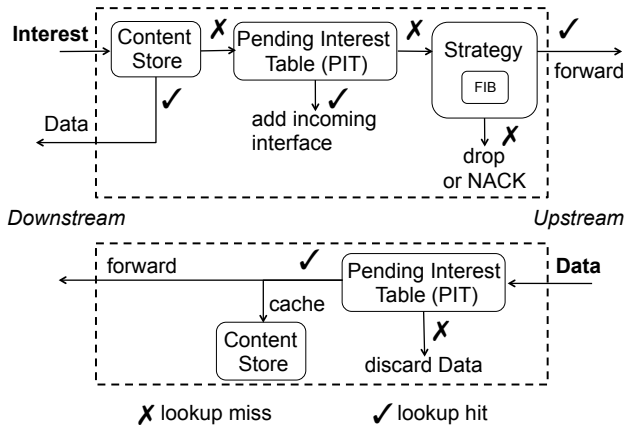 Interest
Content
Store
Pending Interest
Table (PIT)
Strategy
FIB
forward
Data
add incoming
interface
drop
or NACK
Downstream
Upstream
forward
Pending Interest
Table (PIT)
Data
cache
Content
Store
discard Data
✗ lookup miss
✓ lookup hit